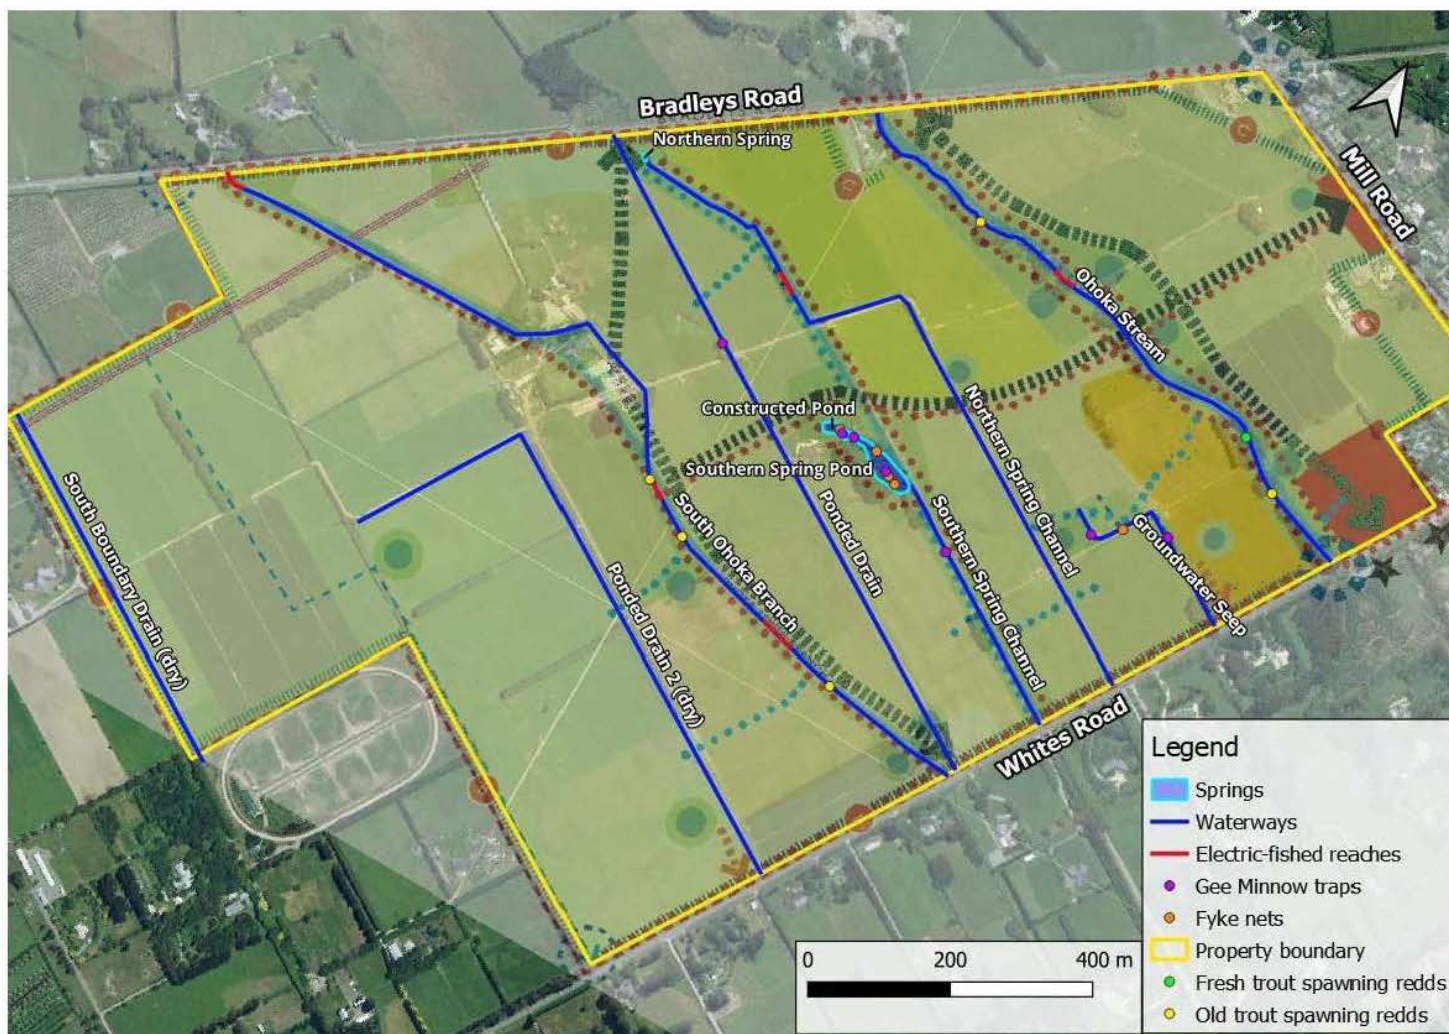 Bradleys Road
Northern Spring
Mill Road
Ohoka Stream
Constructed Pond
Northern Spring Channel
Southern Spring Pond
South Boundary Drain (dry)
South Ohoka Branch
Ponded Drain
Southern Spring Channel
Groundwater Seep
Ponded Drain 2 (dry)
Whites Road
Legend
Springs
Waterways
Electric-fished reaches
Gee Minnow traps
Fyke nets
Property boundary
Fresh trout spawning redds
Old trout spawning redds
0 200 400 m